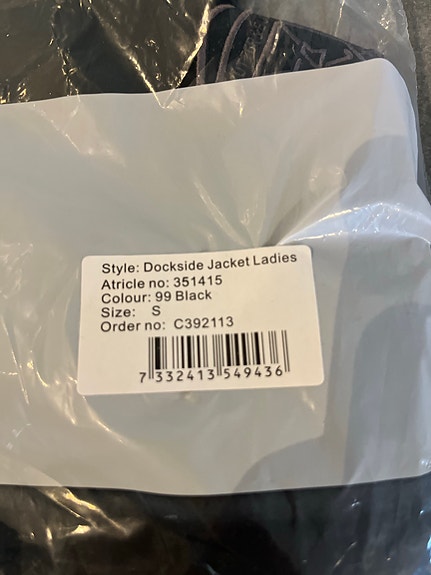 Style: Dockside Jacket Ladies
Atricle no: 351415
Colour: 99 Black
Size: S
Order no: C392113
7 332413 549436